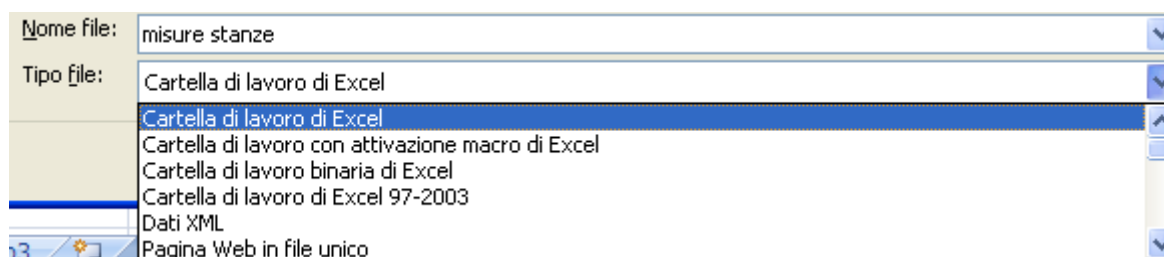 Nome file: misure stanze
Tipo file: Cartella di lavoro di Excel
Cartella di lavoro di Excel
Cartella di lavoro con attivazione macro di Excel
Cartella di lavoro binaria di Excel
Cartella di lavoro di Excel 97-2003
Dati XML
Pagina Web in file unico